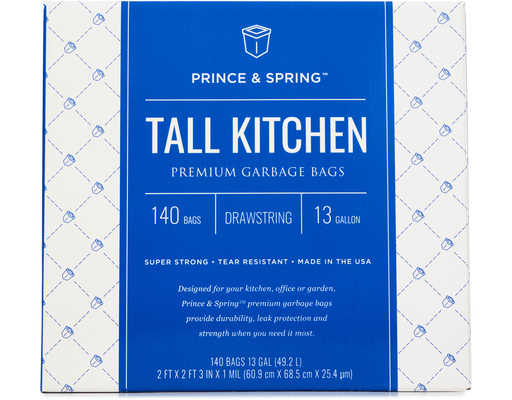 PRINCE & SPRING™
TALL KITCHEN
PREMIUM GARBAGE BAGS
140 BAGS DRAWSTRING 13 GALLON
SUPER STRONG • TEAR RESISTANT • MADE IN THE USA
Designed for your kitchen, office or garden,
Prince & Spring™ premium garbage bags
provide durability, leak protection and
strength when you need it most.
140 BAGS 13 GAL (49.2 L)
2 FT X 2 FT 3 IN X 1 MIL (60.9 cm X 68.5 cm X 25.4 µm)